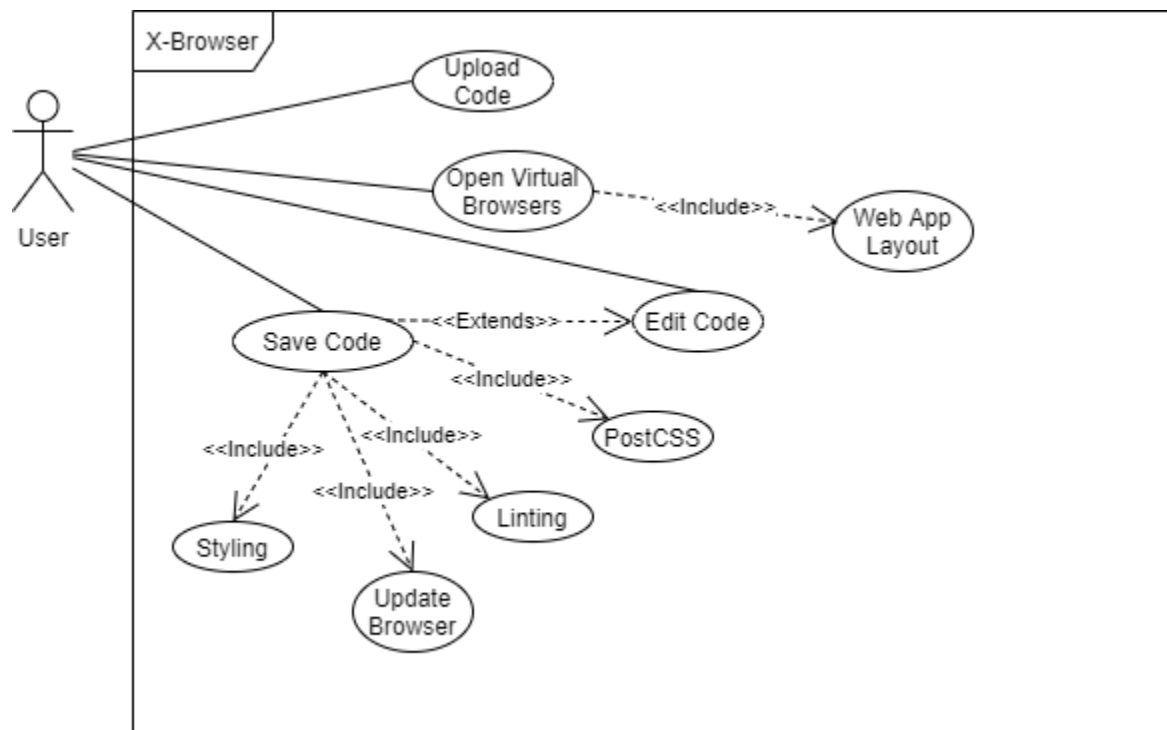 X-Browser
Upload
Code
User
Open Virtual
Browsers
<<Include>>
Web App
Layout
Save Code
<<Extends>>
Edit Code
<<Include>>
PostCSS
<<Include>>
<<Include>>
<<Include>>
Linting
Styling
Update
Browser